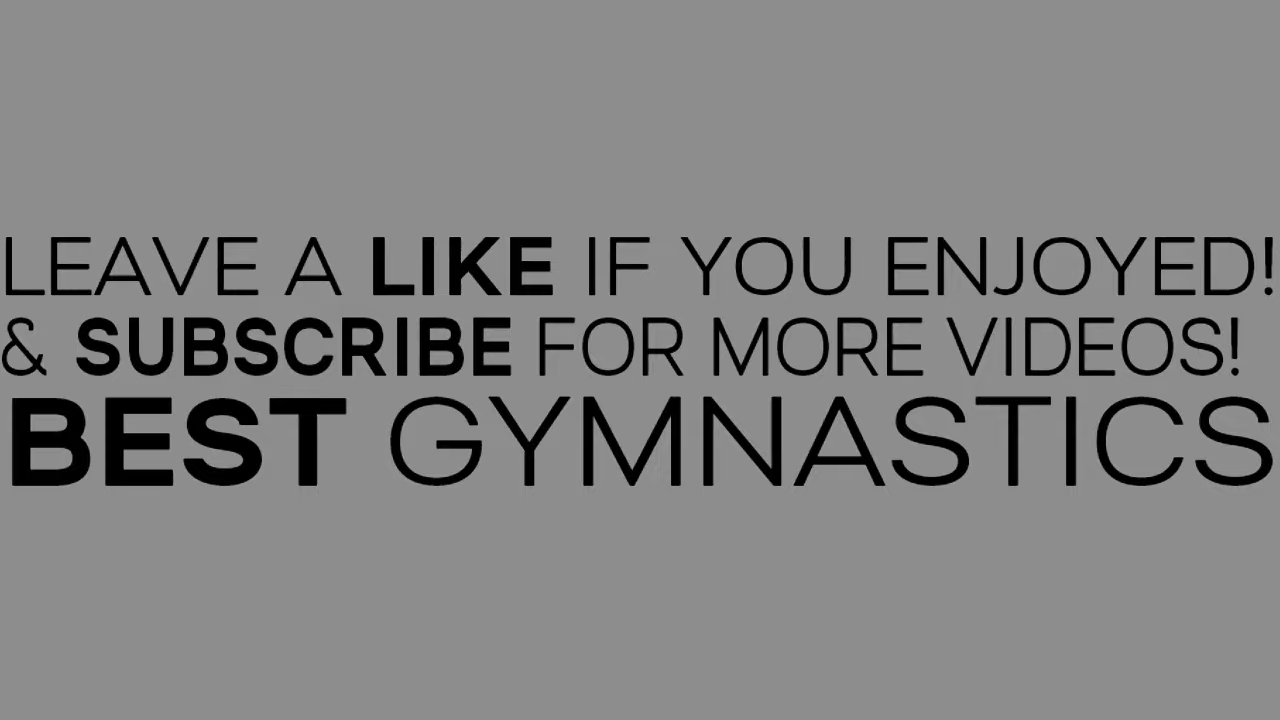 LEAVE A LIKE IF YOU ENJOYED!
& SUBSCRIBE FOR MORE VIDEOS!
BEST GYMNASTICS